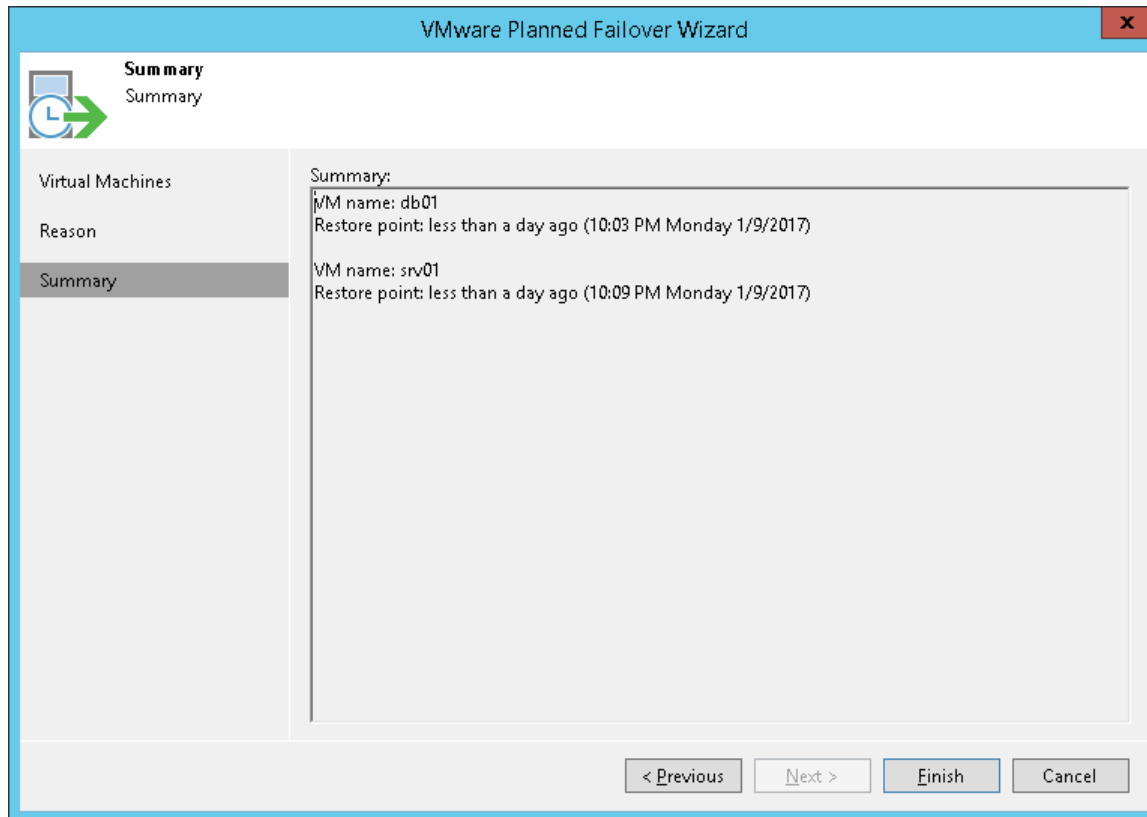 VMware Planned Failover Wizard
x
Summary
Summary
Virtual Machines
Reason
Summary
Summary:
VM name: db01
Restore point: less than a day ago (10:03 PM Monday 1/9/2017)
VM name: srv01
Restore point: less than a day ago (10:09 PM Monday 1/9/2017)
< Previous
Next >
Finish
Cancel